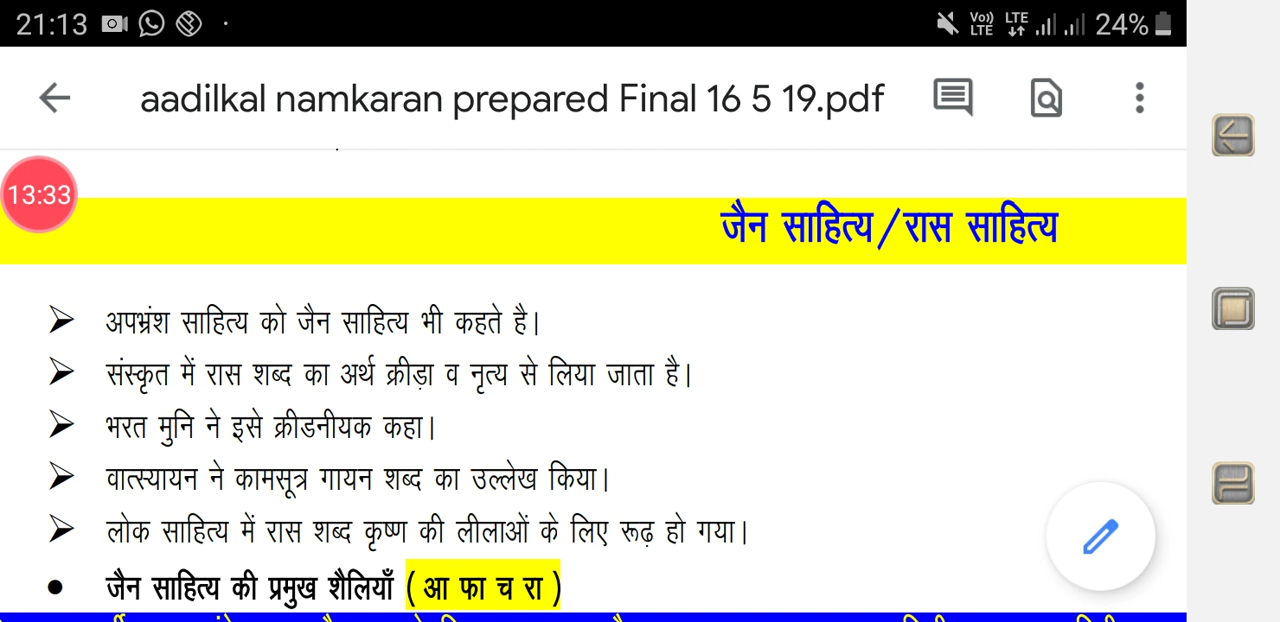 21:13 Vo)) LTE LTE 24%
aadilkal namkaran prepared Final 16 5 19.pdf
13:33
जैन साहित्य/रास साहित्य
➢ अपभ्रंश साहित्य को जैन साहित्य भी कहते है।
➢ संस्कृत में रास शब्द का अर्थ क्रीड़ा व नृत्य से लिया जाता है।
➢ भरत मुनि ने इसे क्रीडनीयक कहा।
➢ वात्स्यायन ने कामसूत्र गायन शब्द का उल्लेख किया।
➢ लोक साहित्य में रास शब्द कृष्ण की लीलाओं के लिए रूढ़ हो गया।
• जैन साहित्य की प्रमुख शैलियाँ ( आ फा च रा )